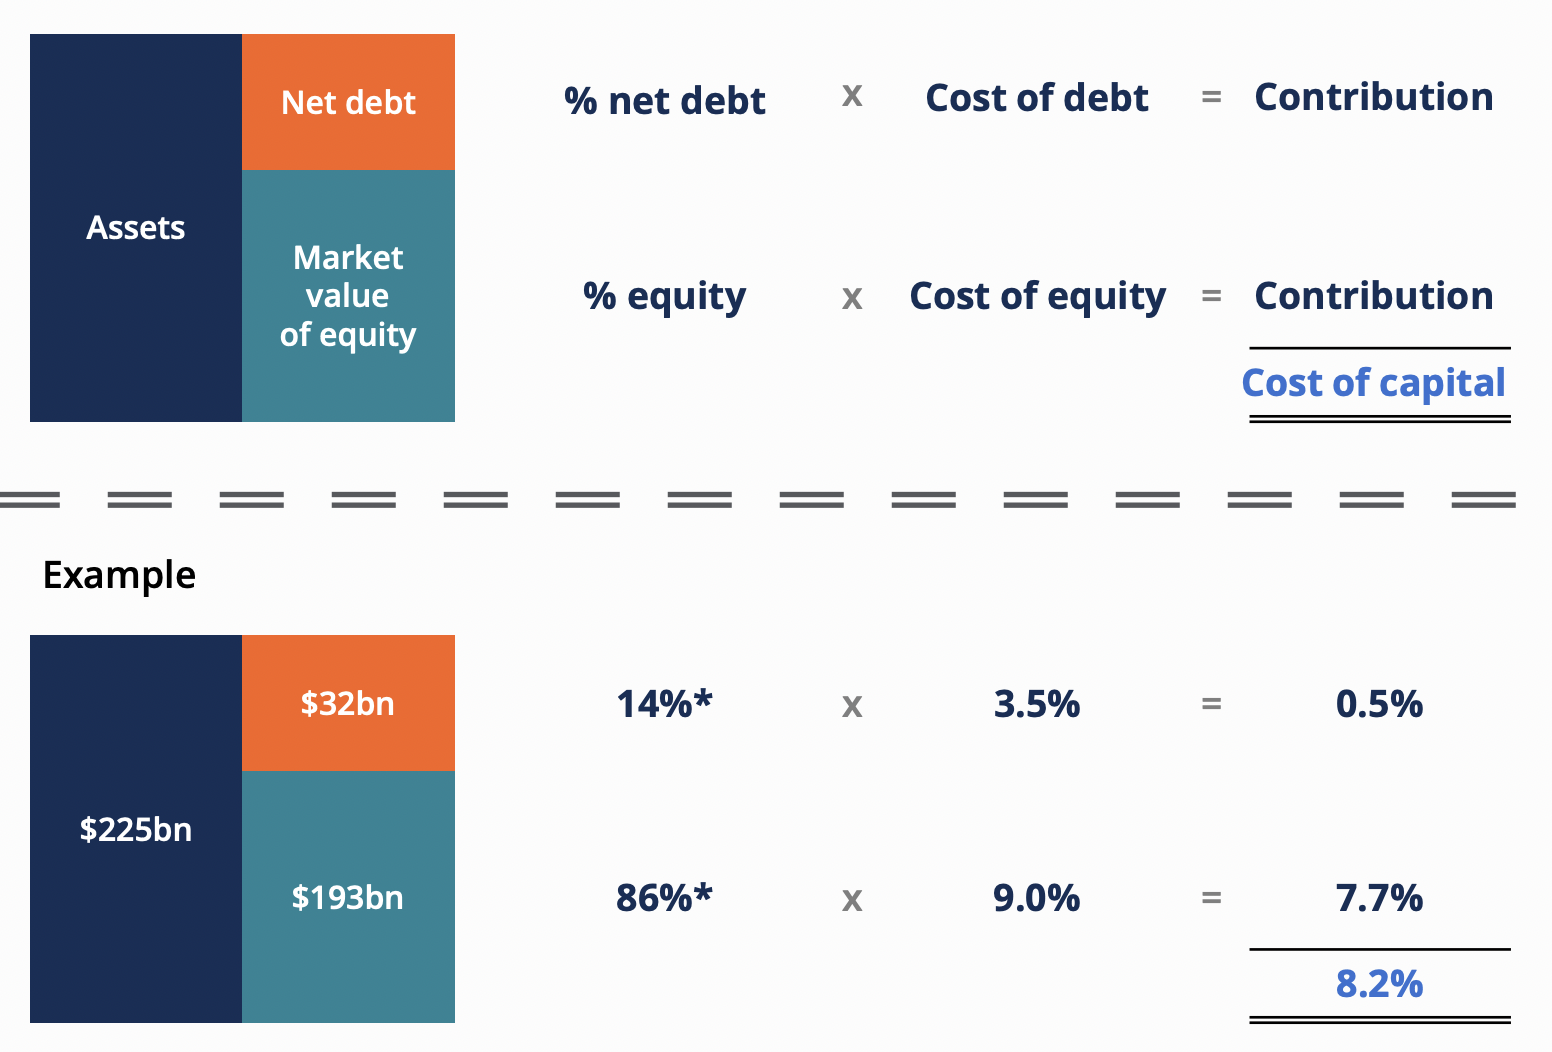 Net debt
% net debt x Cost of debt = Contribution
Assets
Market
value
of equity
% equity x Cost of equity = Contribution
Cost of capital
Example
$32bn
14%* x 3.5% = 0.5%
$225bn
$193bn
86%* x 9.0% = 7.7%
8.2%